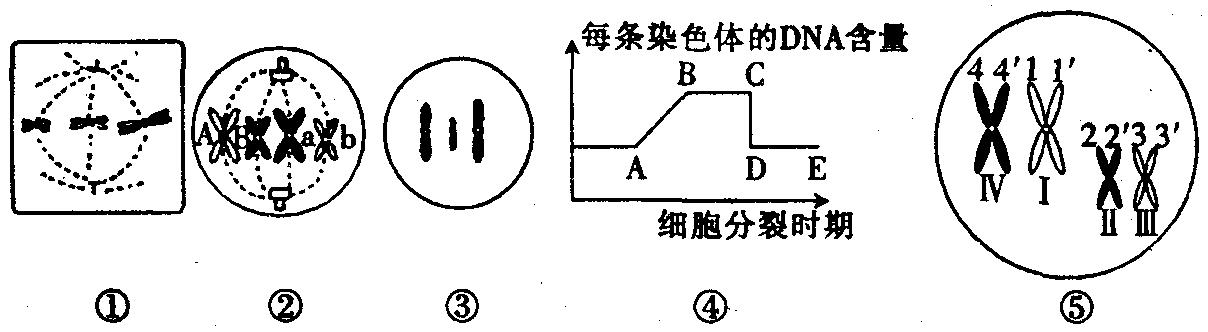 每条染色体的DNA含量
B C
A D E
细胞分裂时期
A B a b
4 4′ 1 1′
2 2′ 3 3′
Ⅳ Ⅰ
Ⅱ Ⅲ
① ② ③ ④ ⑤